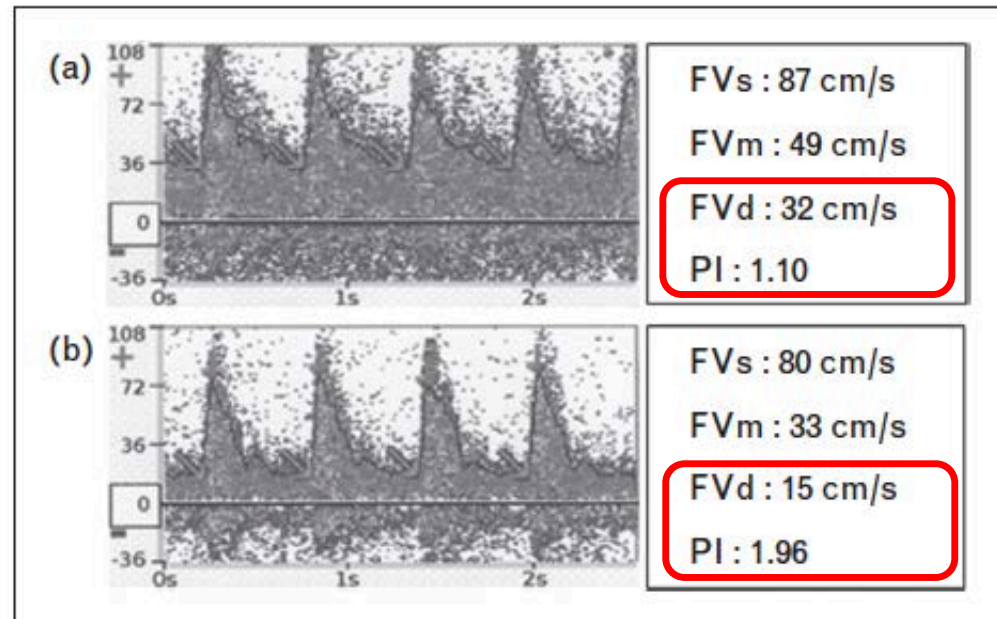 (a)
108
+
72
36
0
-
-36
0s 1s 2s
FVs : 87 cm/s
FVm : 49 cm/s
FVd : 32 cm/s
PI : 1.10
(b)
108
+
72
36
0
-
-36
0s 1s 2s
FVs : 80 cm/s
FVm : 33 cm/s
FVd : 15 cm/s
PI : 1.96